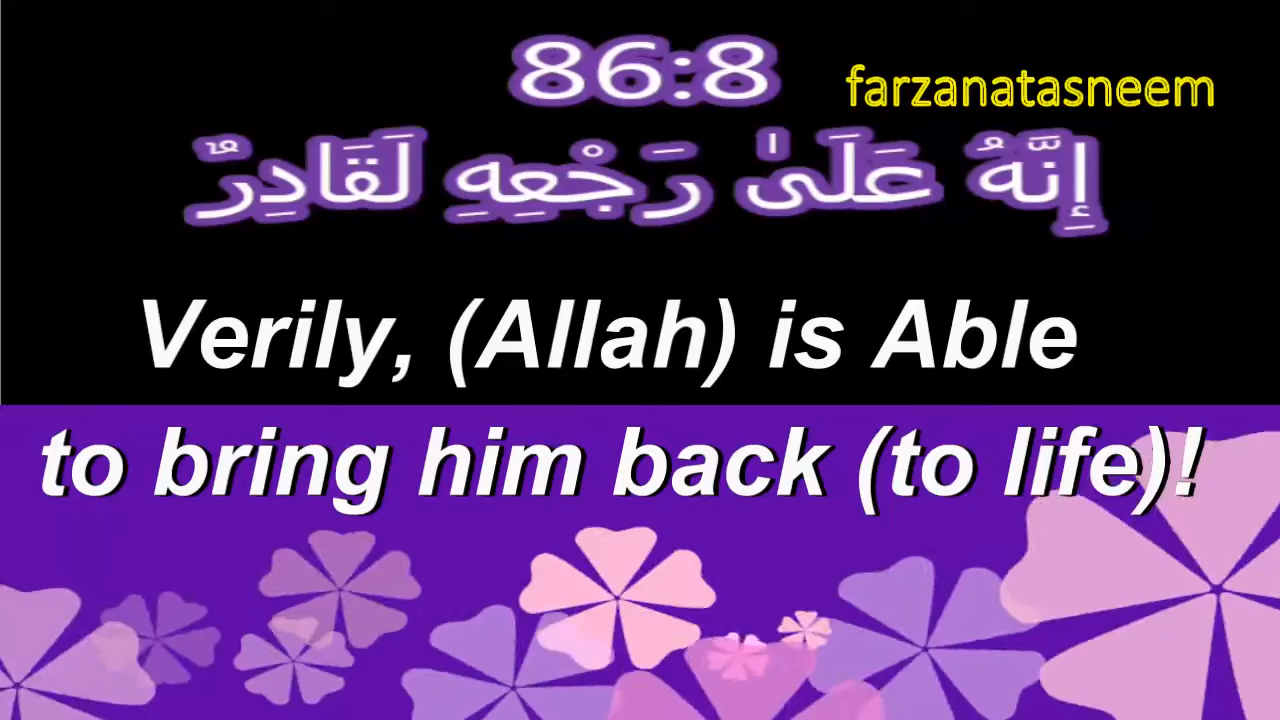 86:8
farzanatasneem
إِنَّهُ عَلَىٰ رَجْعِهِ لَقَادِرٌ
Verily, (Allah) is Able
to bring him back (to life)!